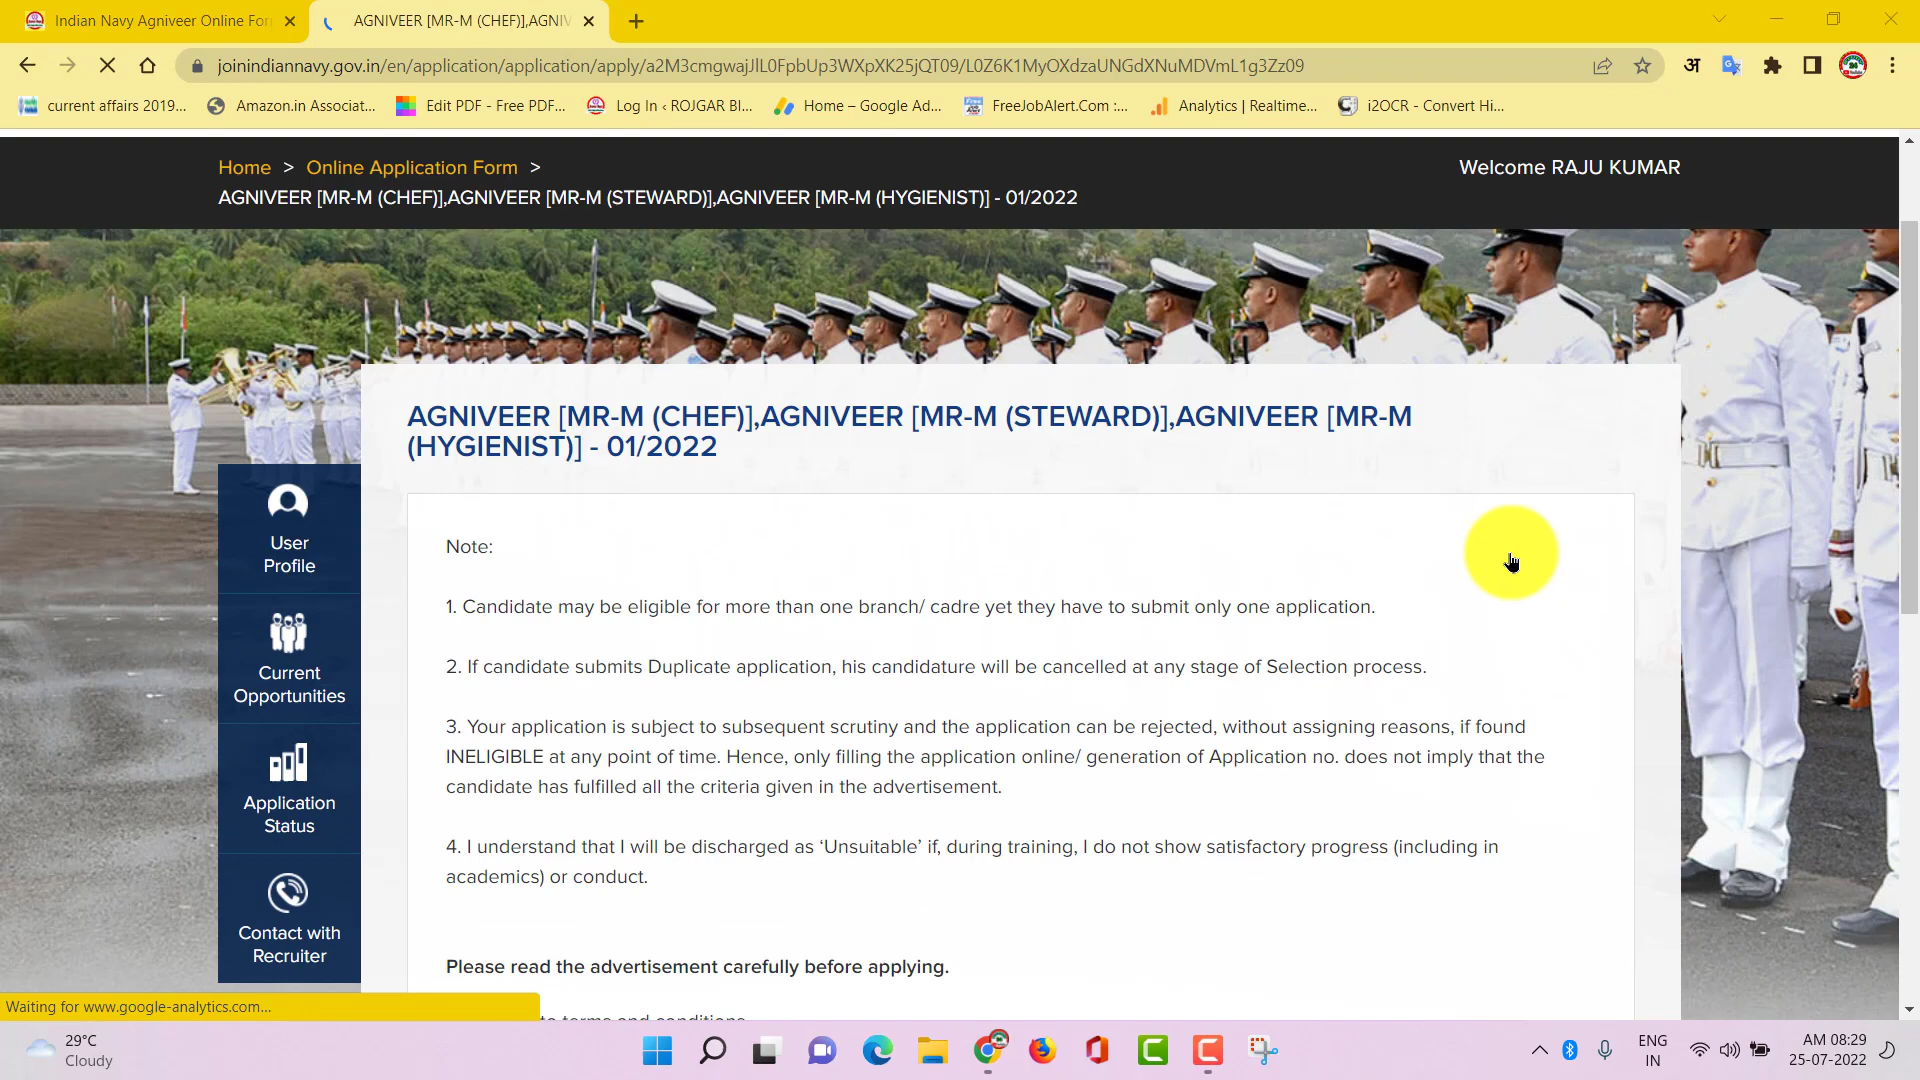 Indian Navy Agniveer Online For
AGNIVEER [MR-M (CHEF)],AGNIV
joinindiannavy.gov.in/en/application/application/apply/a2M3cmgwajJlL0FpbUp3WXpXK25jQT09/L0Z6K1MyOXdzaUNGdXNuMDVmL1g3Zz09
अ
current affairs 2019...
Amazon.in Associat...
Edit PDF - Free PDF...
Log In ‹ ROJGAR BI...
Home – Google Ad...
FreeJobAlert.Com :...
Analytics | Realtime...
i2OCR - Convert Hi...
Home > Online Application Form >
Welcome RAJU KUMAR
AGNIVEER [MR-M (CHEF)],AGNIVEER [MR-M (STEWARD)],AGNIVEER [MR-M (HYGIENIST)] - 01/2022
AGNIVEER [MR-M (CHEF)],AGNIVEER [MR-M (STEWARD)],AGNIVEER [MR-M
(HYGIENIST)] - 01/2022
User
Profile
Current
Opportunities
Application
Status
Contact with
Recruiter
Note:
1. Candidate may be eligible for more than one branch/ cadre yet they have to submit only one application.
2. If candidate submits Duplicate application, his candidature will be cancelled at any stage of Selection process.
3. Your application is subject to subsequent scrutiny and the application can be rejected, without assigning reasons, if found
INELIGIBLE at any point of time. Hence, only filling the application online/ generation of Application no. does not imply that the
candidate has fulfilled all the criteria given in the advertisement.
4. I understand that I will be discharged as ‘Unsuitable’ if, during training, I do not show satisfactory progress (including in
academics) or conduct.
Please read the advertisement carefully before applying.
to terms and conditions
Waiting for www.google-analytics.com...
29°C
Cloudy
ENG
IN
AM 08:29
25-07-2022